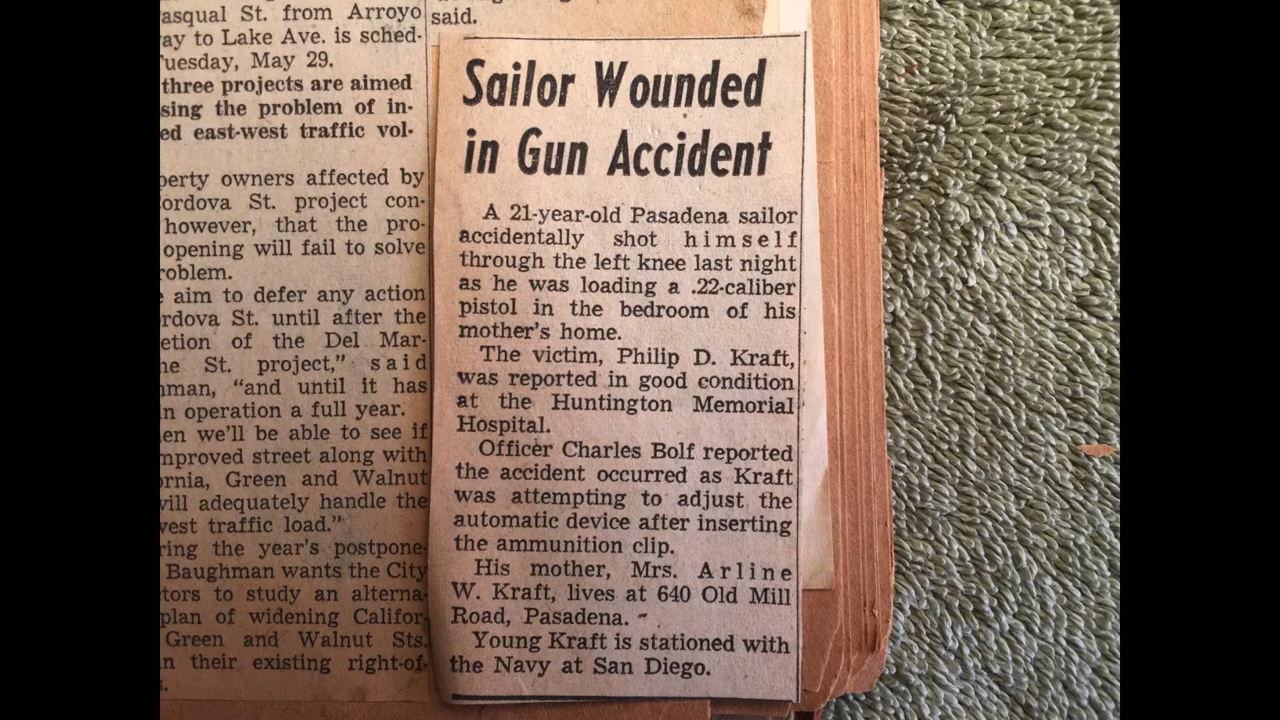 asqual St. from Arroyo
ay to Lake Ave. is sched-
uesday, May 29.
three projects are aimed
sing the problem of in-
ed east-west traffic vol-
perty owners affected by
ordova St. project con-
however, that the pro-
opening will fail to solve
roblem.
aim to defer any action
rdova St. until after the
etion of the Del Mar-
ne St. project," said
hman, "and until it has
n operation a full year.
en we'll be able to see if
mproved street along with
ornia, Green and Walnut
will adequately handle the
west traffic load."
ring the year's postpone-
Baughman wants the City
tors to study an alterna-
plan of widening Califor-
Green and Walnut Sts.
n their existing right-of-
s.
said.
Sailor Wounded
in Gun Accident
A 21-year-old Pasadena sailor
accidentally shot himself
through the left knee last night
as he was loading a .22-caliber
pistol in the bedroom of his
mother's home.
The victim, Philip D. Kraft,
was reported in good condition
at the Huntington Memorial
Hospital.
Officer Charles Bolf reported
the accident occurred as Kraft
was attempting to adjust the
automatic device after inserting
the ammunition clip.
His mother, Mrs. Arline
W. Kraft, lives at 640 Old Mill
Road, Pasadena.
Young Kraft is stationed with
the Navy at San Diego.